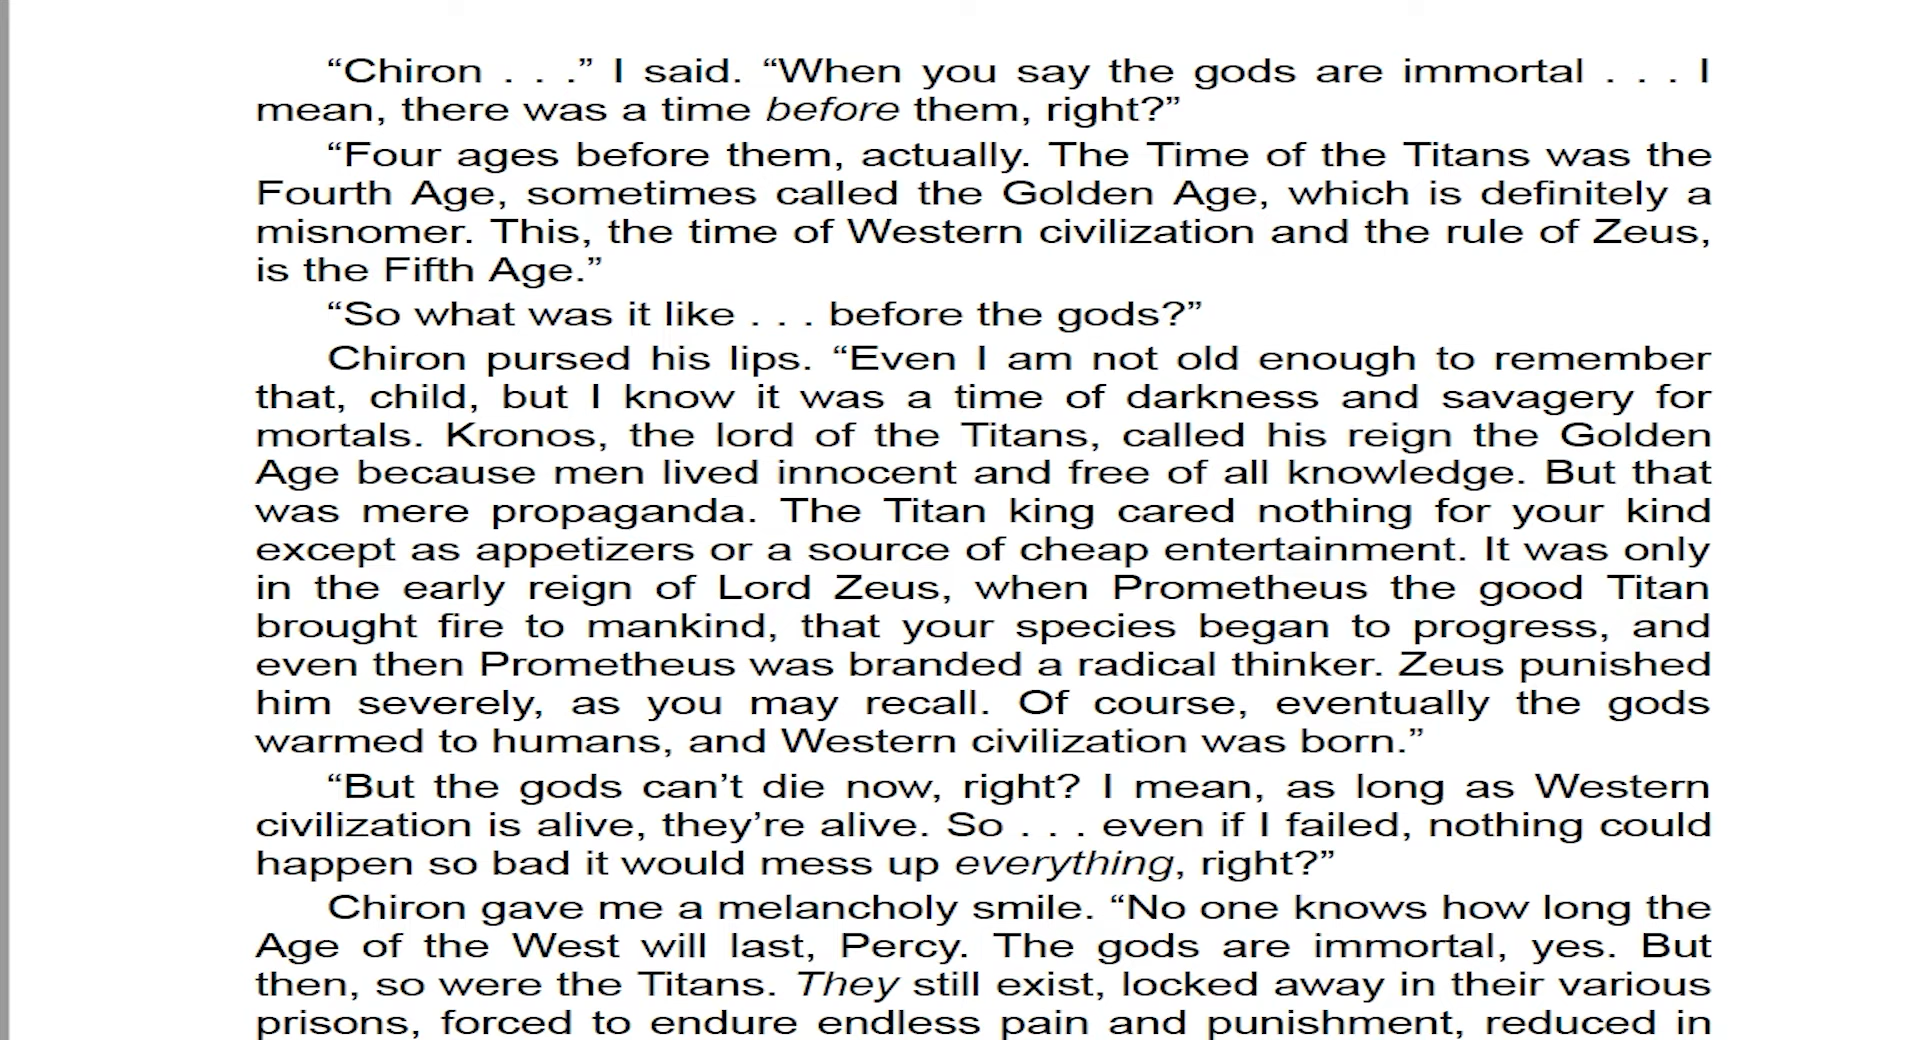 “Chiron . . .” I said. “When you say the gods are immortal . . . I
mean, there was a time before them, right?”
“Four ages before them, actually. The Time of the Titans was the
Fourth Age, sometimes called the Golden Age, which is definitely a
misnomer. This, the time of Western civilization and the rule of Zeus,
is the Fifth Age.”
“So what was it like . . . before the gods?”
Chiron pursed his lips. “Even I am not old enough to remember
that, child, but I know it was a time of darkness and savagery for
mortals. Kronos, the lord of the Titans, called his reign the Golden
Age because men lived innocent and free of all knowledge. But that
was mere propaganda. The Titan king cared nothing for your kind
except as appetizers or a source of cheap entertainment. It was only
in the early reign of Lord Zeus, when Prometheus the good Titan
brought fire to mankind, that your species began to progress, and
even then Prometheus was branded a radical thinker. Zeus punished
him severely, as you may recall. Of course, eventually the gods
warmed to humans, and Western civilization was born.”
“But the gods can’t die now, right? I mean, as long as Western
civilization is alive, they’re alive. So . . . even if I failed, nothing could
happen so bad it would mess up everything, right?”
Chiron gave me a melancholy smile. “No one knows how long the
Age of the West will last, Percy. The gods are immortal, yes. But
then, so were the Titans. They still exist, locked away in their various
prisons, forced to endure endless pain and punishment, reduced in